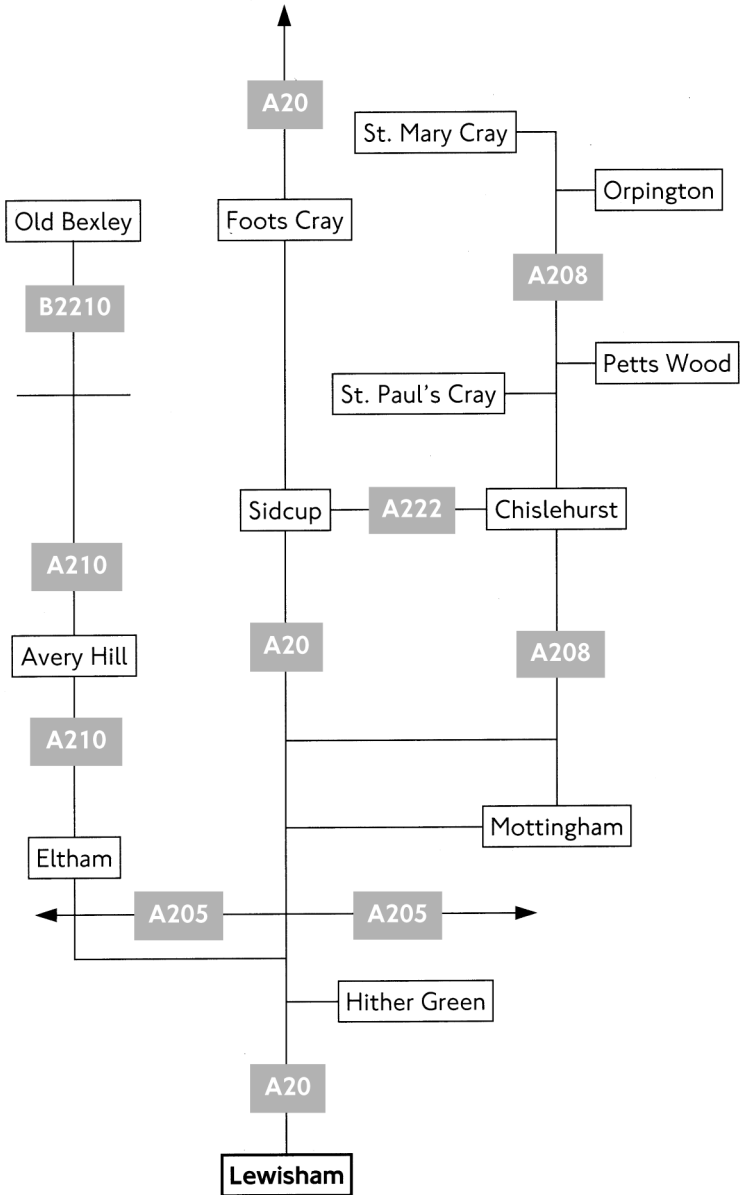 A20
St. Mary Cray
Orpington
Old Bexley
Foots Cray
A208
B2210
Petts Wood
St. Paul's Cray
Sidcup
A222
Chislehurst
A210
Avery Hill
A20
A208
A210
Mottingham
Eltham
A205
A205
Hither Green
A20
Lewisham